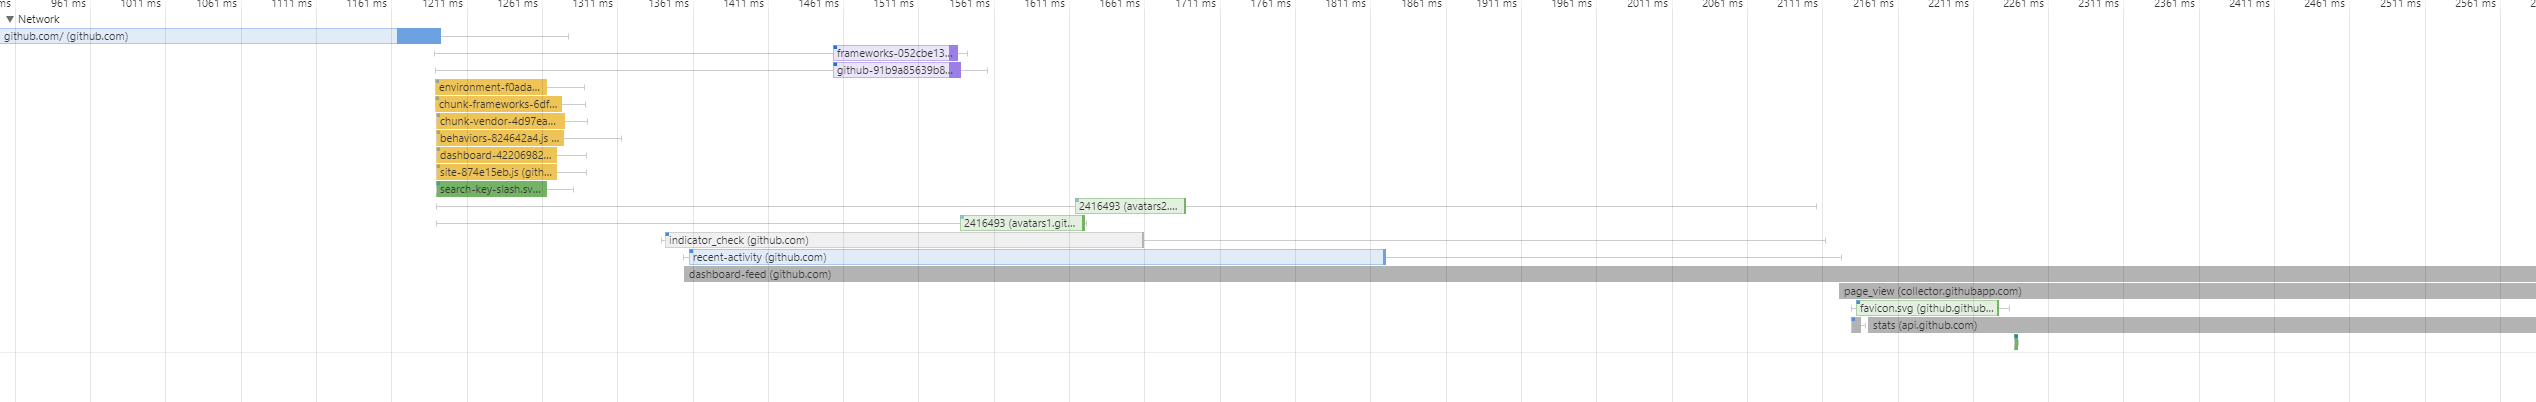 ms 961 ms 1011 ms 1061 ms 1111 ms 1161 ms 1211 ms 1261 ms 1311 ms 1361 ms 1411 ms 1461 ms 1511 ms 1561 ms 1611 ms 1661 ms 1711 ms 1761 ms 1811 ms 1861 ms 1911 ms 1961 ms 2011 ms 2061 ms 2111 ms 2161 ms 2211 ms 2261 ms 2311 ms 2361 ms 2411 ms 2461 ms 2511 ms 2561 ms 2
▼ Network
github.com/ (github.com)
frameworks-052cbe13...
github-91b9a85639b8...
environment-f0ada...
chunk-frameworks-6df...
chunk-vendor-4d97ea...
behaviors-824642a4.js ...
dashboard-42206982...
site-874e15eb.js (gith...
search-key-slash.sv...
2416493 (avatars2....
2416493 (avatars1.git...
indicator_check (github.com)
recent-activity (github.com)
dashboard-feed (github.com)
page_view (collector.githubapp.com)
favicon.svg (github.github...
stats (api.github.com)